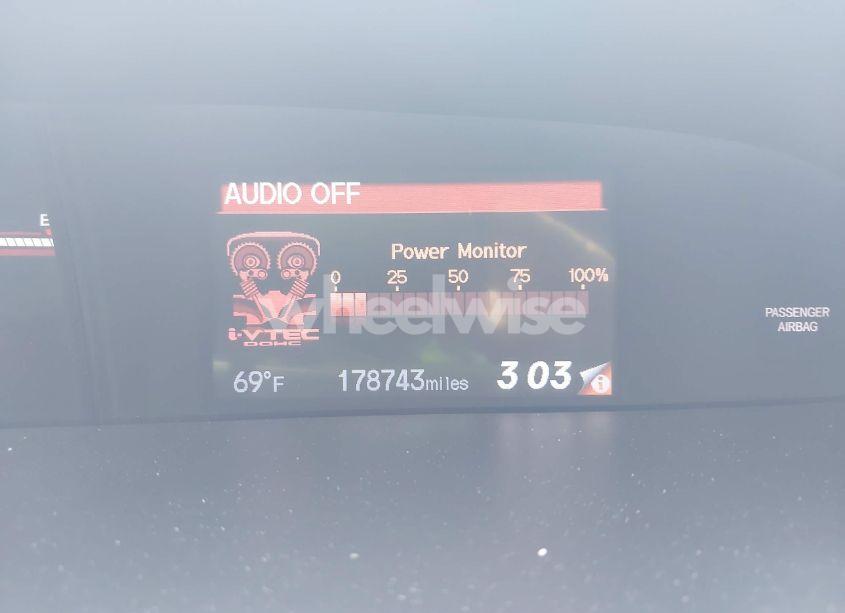 AUDIO OFF
E
Power Monitor
0 25 50 75 100%
wheelwise
i-VTEC
DOHC
PASSENGER
AIRBAG
69°F 178743miles 3 03 i